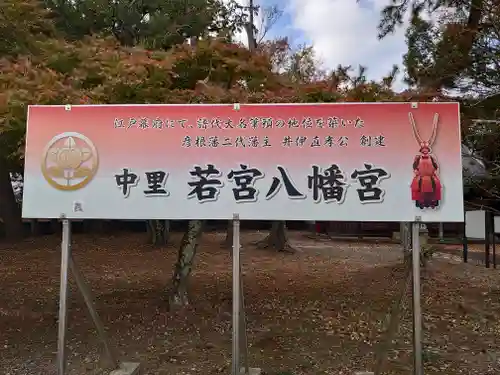 江戸幕府にて、譜代大名筆頭の地位を築いた
彦根藩二代藩主 井伊直孝公 創建
中里 若宮八幡宮